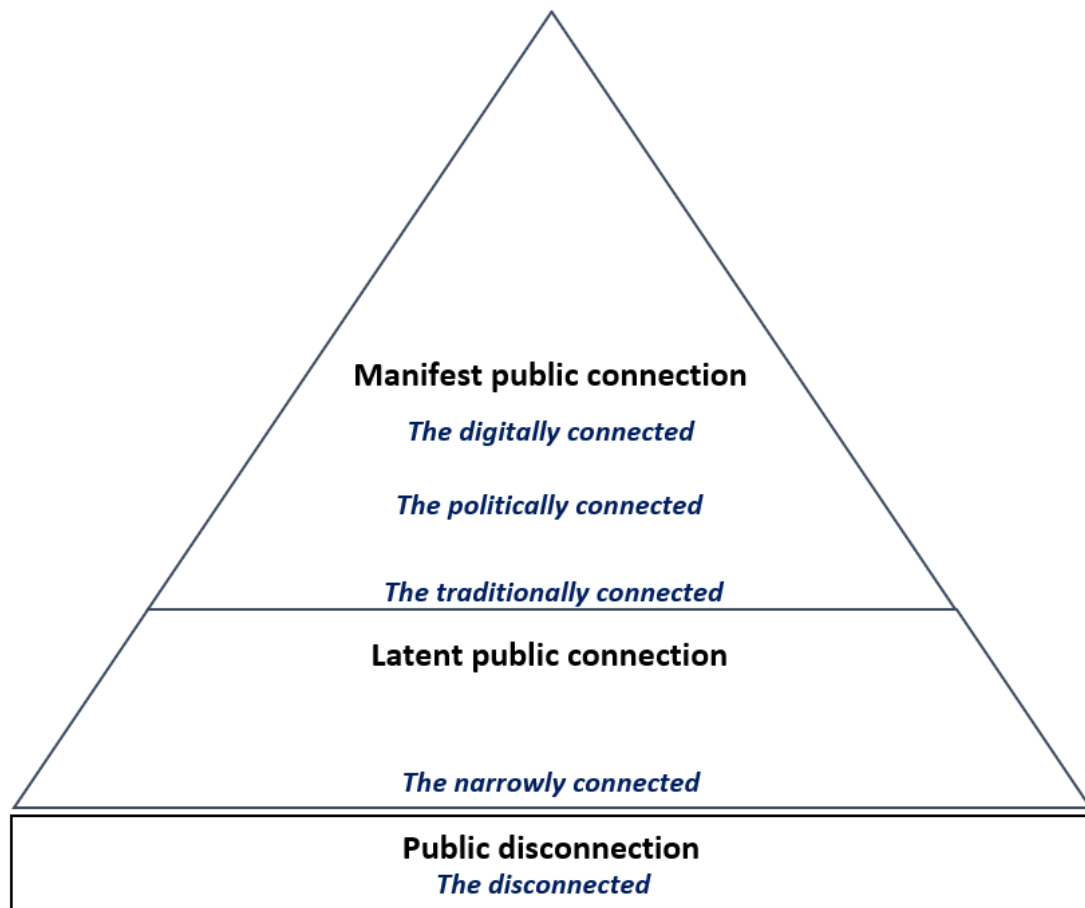 Manifest public connection
The digitally connected
The politically connected
The traditionally connected
Latent public connection
The narrowly connected
Public disconnection
The disconnected